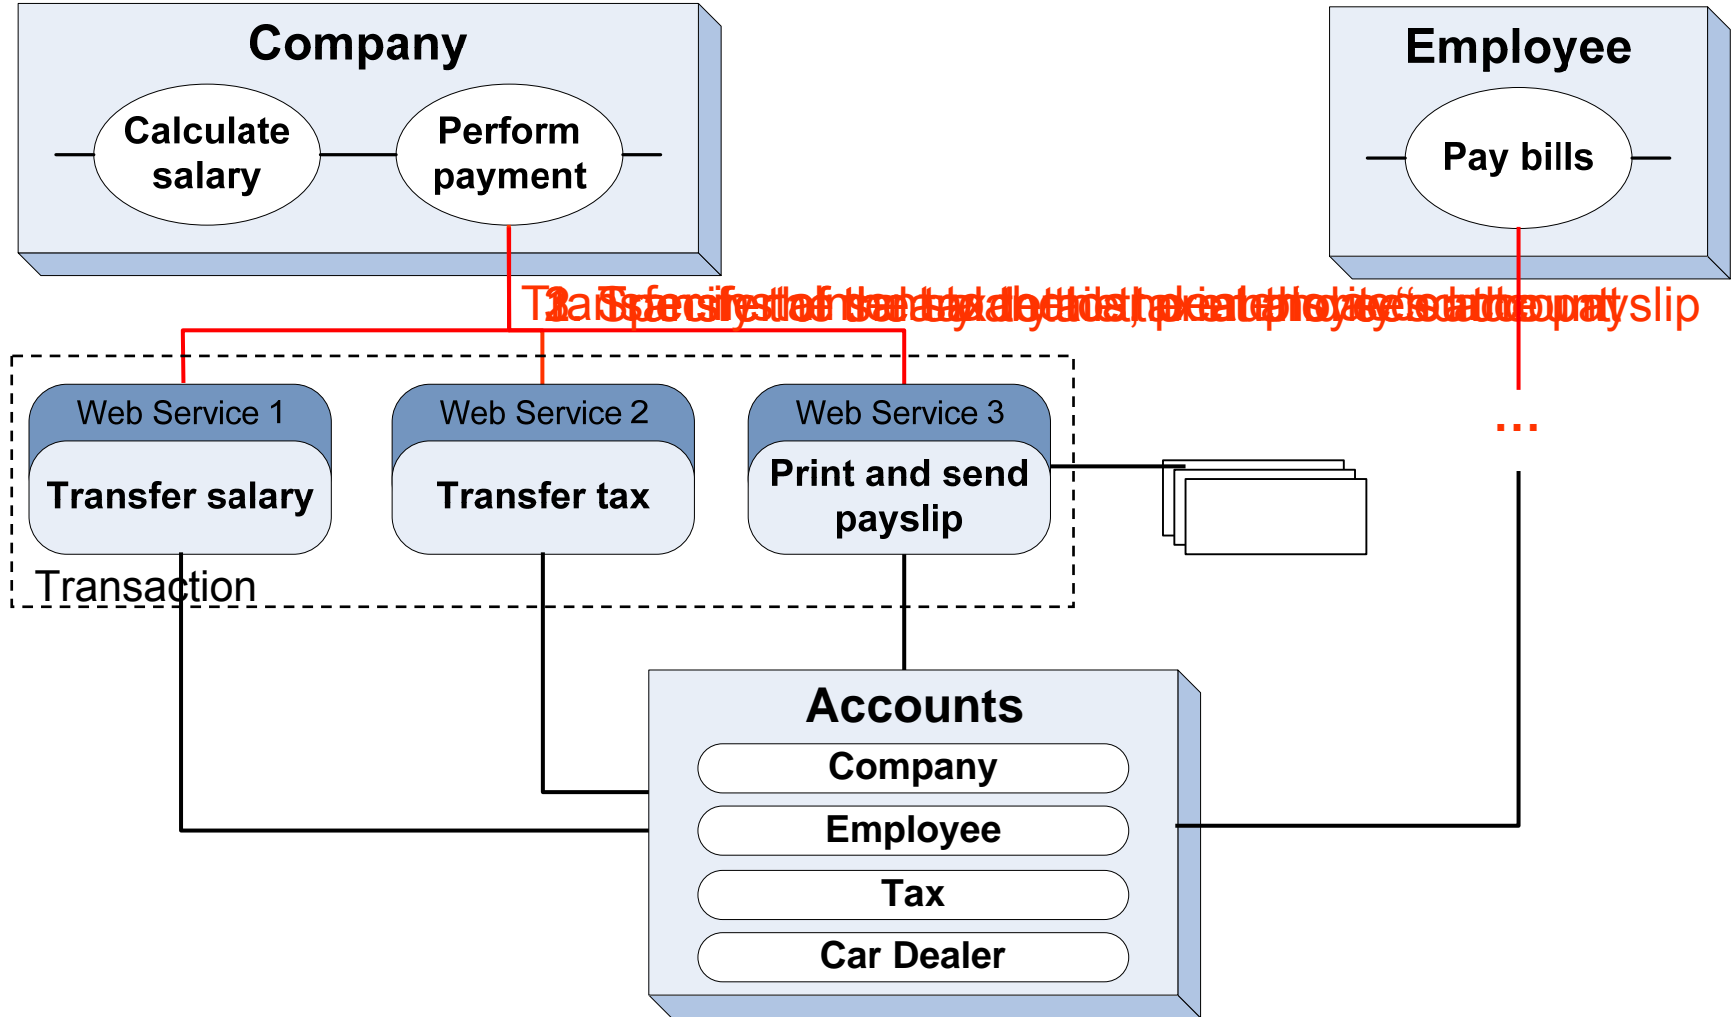 Company
Calculate
salary
Perform
payment
Employee
Pay bills
payslip
Web Service 1
Transfer salary
Web Service 2
Transfer tax
Web Service 3
Print and send
payslip
...
Transaction
Accounts
Company
Employee
Tax
Car Dealer